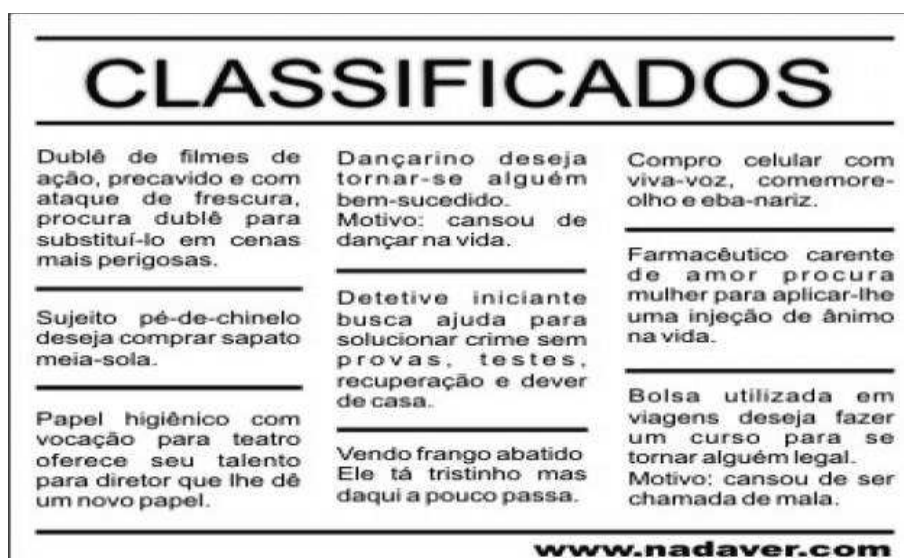 CLASSIFICADOS
Dublê de filmes de
ação, precavido e com
ataque de frescura,
procura dublê para
substituí-lo em cenas
mais perigosas.
Sujeito pé-de-chinelo
deseja comprar sapato
meia-sola.
Papel higiênico com
vocação para teatro
oferece seu talento
para diretor que lhe dê
um novo papel.
Dançarino deseja
tornar-se alguém
bem-sucedido.
Motivo: cansou de
dançar na vida.
Detetive iniciante
busca ajuda para
solucionar crime sem
provas, testes,
recuperação e dever
de casa.
Vendo frango abatido
Ele tá tristinho mas
daqui a pouco passa.
Compro celular com
viva-voz, comemore-
olho e eba-nariz.
Farmacêutico carente
de amor procura
mulher para aplicar-lhe
uma injeção de ânimo
na vida.
Bolsa utilizada em
viagens deseja fazer
um curso para se
tornar alguém legal.
Motivo: cansou de ser
chamada de mala.
www.nadaver.com